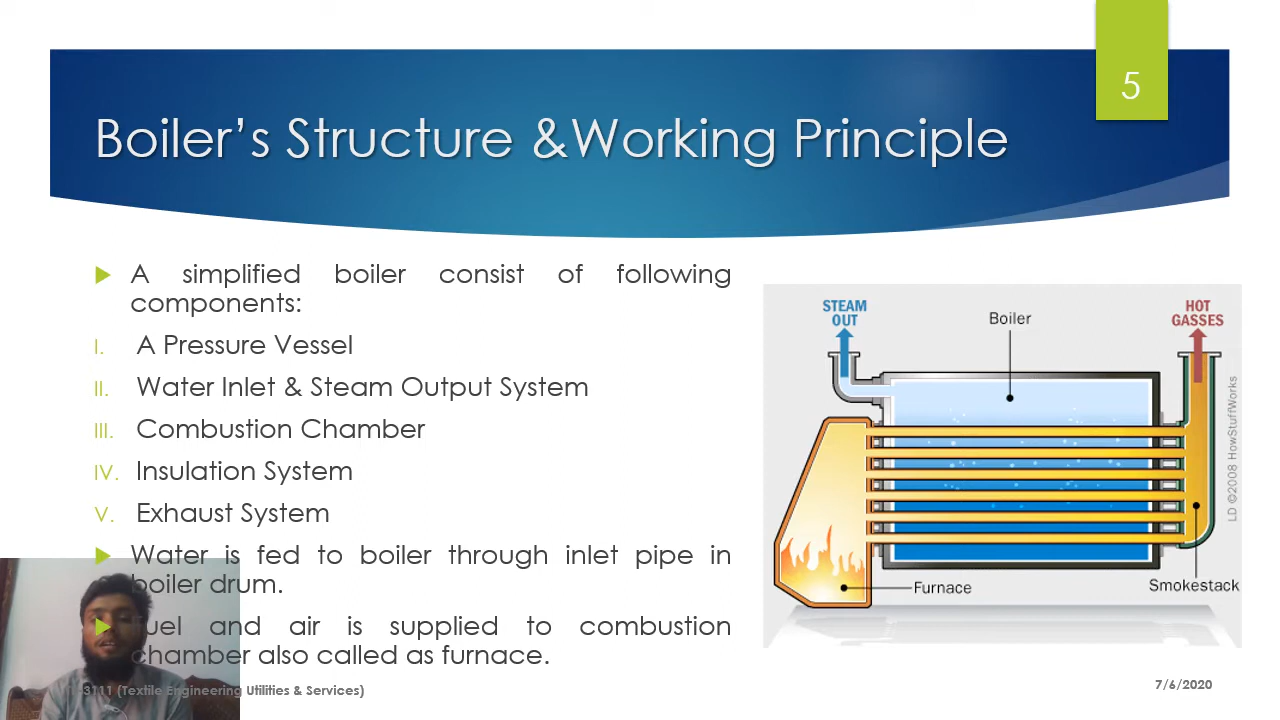 5
Boiler's Structure &Working Principle
A simplified boiler consist of following
components:
I. A Pressure Vessel
II. Water Inlet & Steam Output System
III. Combustion Chamber
IV. Insulation System
V. Exhaust System
Water is fed to boiler through inlet pipe in
boiler drum.
Fuel and air is supplied to combustion
chamber also called as furnace.
STEAM
OUT
Boiler
HOT
GASSES
Furnace
Smokestack
LD ©2008 HowStuffWorks
(Textile Engineering Utilities & Services)
7/6/2020